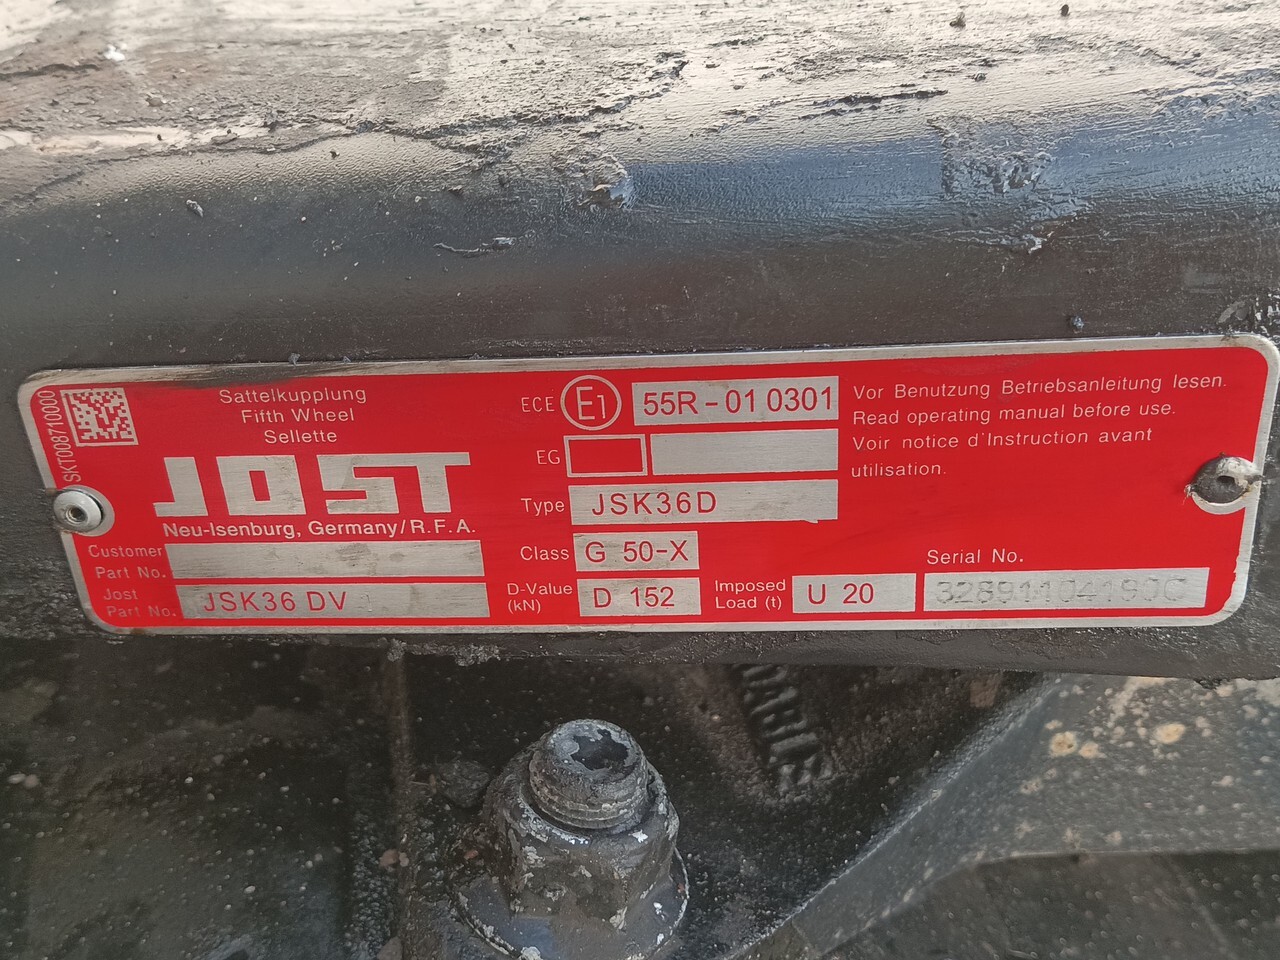 SKT008710000
Sattelkupplung
Fifth Wheel
Sellette
JOST
Neu-Isenburg, Germany/R.F.A.
Customer
Part No.
Jost
Part No. JSK36 DV
ECE E1 55R-01 0301
EG
Type JSK36D
Class G 50-X
D-Value
(kN) D 152
Imposed
Load (t) U 20
Vor Benutzung Betriebsanleitung lesen.
Read operating manual before use.
Voir notice d'Instruction avant
utilisation.
Serial No.